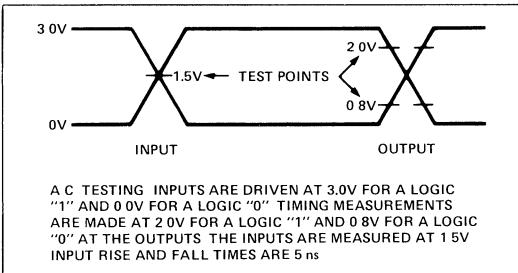 3 0V
2 0V
1.5V TEST POINTS
0 8V
0V
INPUT OUTPUT
A C TESTING INPUTS ARE DRIVEN AT 3.0V FOR A LOGIC
"1" AND 0 0V FOR A LOGIC "0" TIMING MEASUREMENTS
ARE MADE AT 2 0V FOR A LOGIC "1" AND 0 8V FOR A LOGIC
"0" AT THE OUTPUTS THE INPUTS ARE MEASURED AT 1 5V
INPUT RISE AND FALL TIMES ARE 5 ns